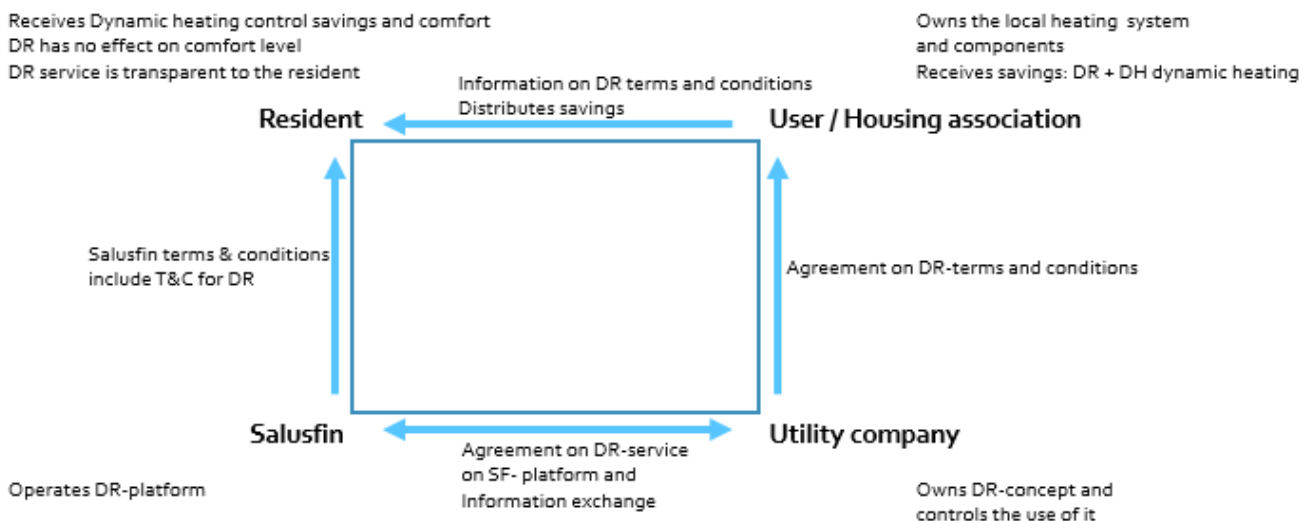 Receives Dynamic heating control savings and comfort
DR has no effect on comfort level
DR service is transparent to the resident
Owns the local heating system
and components
Receives savings: DR + DH dynamic heating
Information on DR terms and conditions
Distributes savings
Resident
User / Housing association
Salusfin terms & conditions
include T&C for DR
Agreement on DR-terms and conditions
Salusfin
Utility company
Agreement on DR-service
on SF- platform and
Information exchange
Operates DR-platform
Owns DR-concept and
controls the use of it